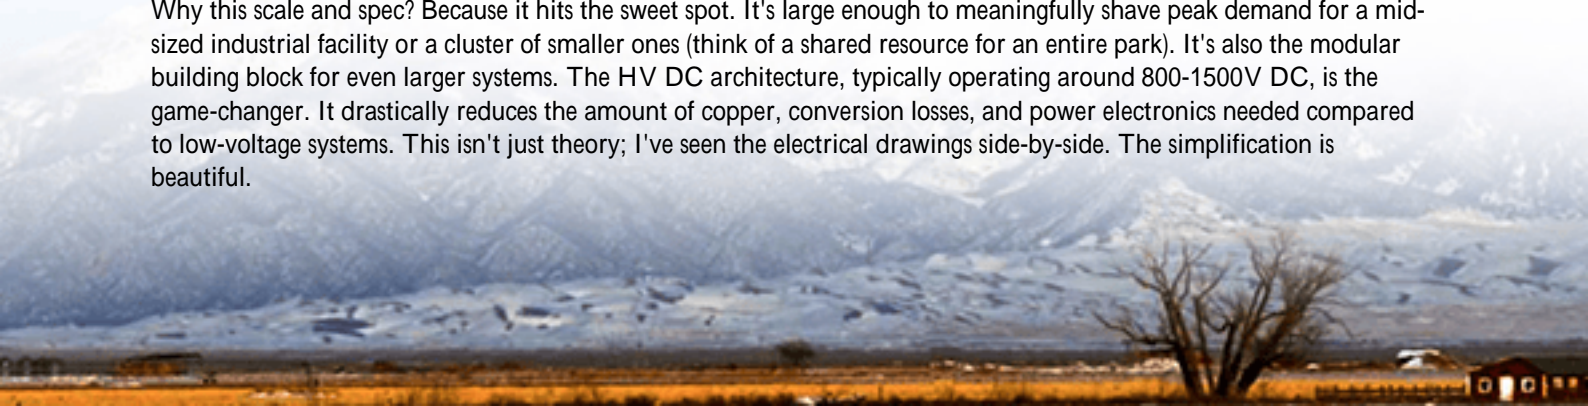 Why this scale and spec? Because it hits the sweet spot. It's large enough to meaningfully shave peak demand for a mid-
sized industrial facility or a cluster of smaller ones (think of a shared resource for an entire park). It's also the modular
building block for even larger systems. The HV DC architecture, typically operating around 800-1500V DC, is the
game-changer. It drastically reduces the amount of copper, conversion losses, and power electronics needed compared
to low-voltage systems. This isn't just theory; I've seen the electrical drawings side-by-side. The simplification is
beautiful.